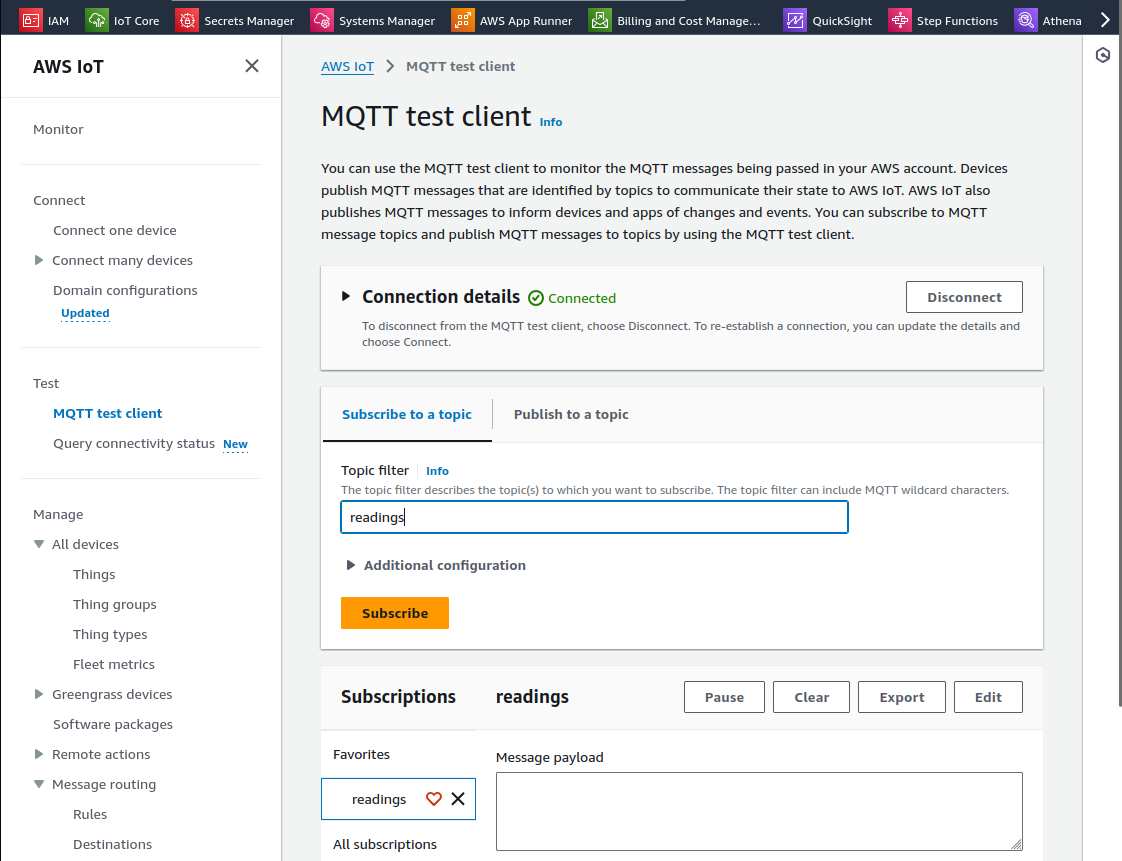 IAM IoT Core Secrets Manager Systems Manager AWS App Runner Billing and Cost Manage... QuickSight Step Functions Athena
AWS IoT
Monitor
Connect
Connect one device
Connect many devices
Domain configurations
Updated
Test
MQTT test client
Query connectivity status New
Manage
All devices
Things
Thing groups
Thing types
Fleet metrics
Greengrass devices
Software packages
Remote actions
Message routing
Rules
Destinations
AWS IoT MQTT test client
MQTT test client Info
You can use the MQTT test client to monitor the MQTT messages being passed in your AWS account. Devices
publish MQTT messages that are identified by topics to communicate their state to AWS IoT. AWS IoT also
publishes MQTT messages to inform devices and apps of changes and events. You can subscribe to MQTT
message topics and publish MQTT messages to topics by using the MQTT test client.
Connection details Connected Disconnect
To disconnect from the MQTT test client, choose Disconnect. To re-establish a connection, you can update the details and
choose Connect.
Subscribe to a topic Publish to a topic
Topic filter Info
The topic filter describes the topic(s) to which you want to subscribe. The topic filter can include MQTT wildcard characters.
readings
Additional configuration
Subscribe
Subscriptions readings Pause Clear Export Edit
Favorites
readings
All subscriptions
Message payload